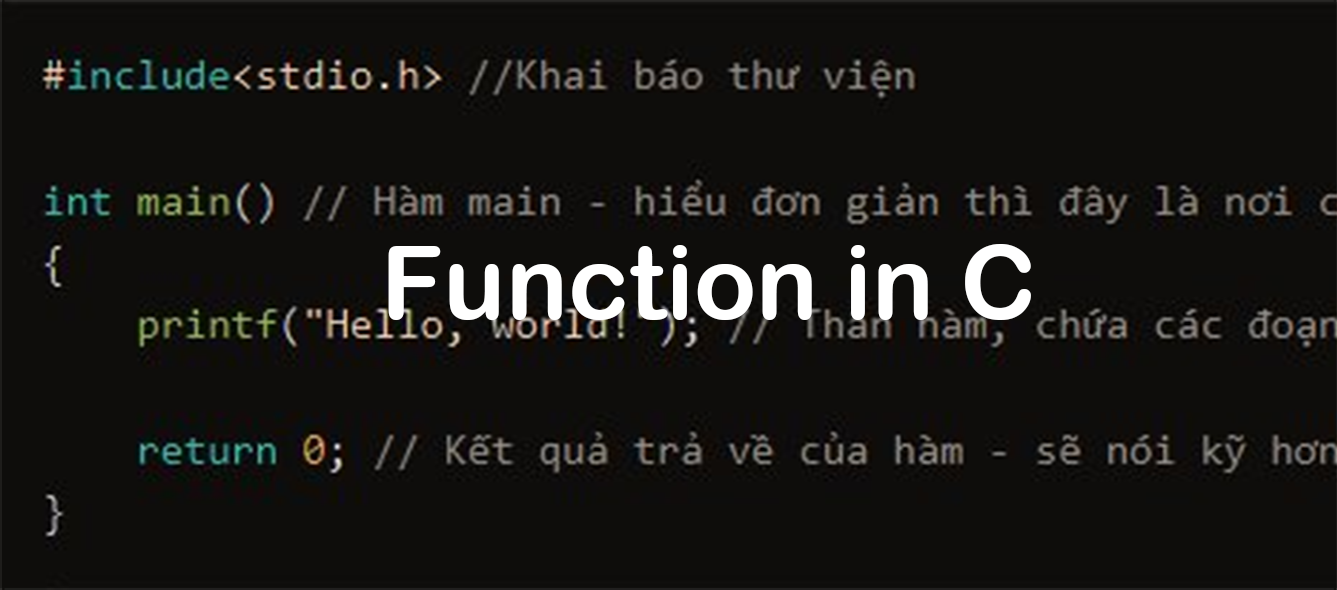 #include<stdio.h> //Khai báo thư viện
int main() // Hàm main - hiểu đơn giản thì đây là nơi c
{
Function in C
printf("Hello, world!"); // Thân hàm, chứa các đoạn
return 0; // Kết quả trả về của hàm - sẽ nói kỹ hơn
}